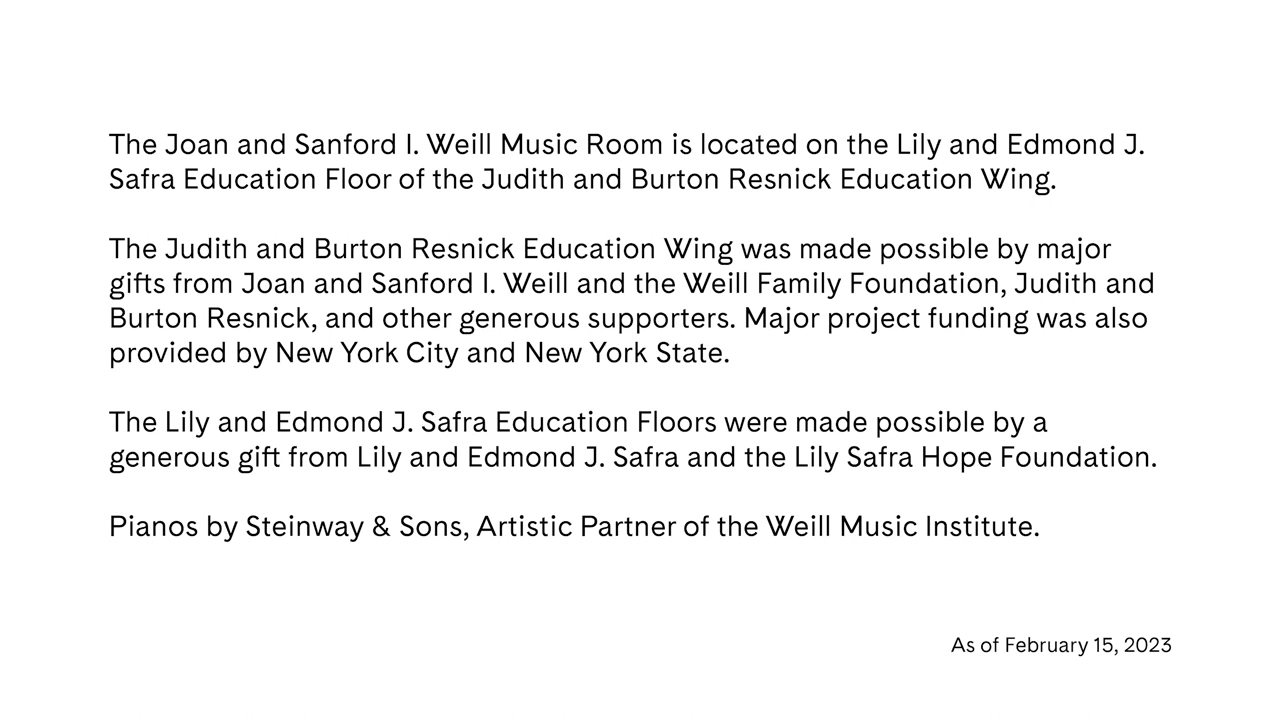 The Joan and Sanford I. Weill Music Room is located on the Lily and Edmond J.
Safra Education Floor of the Judith and Burton Resnick Education Wing.
The Judith and Burton Resnick Education Wing was made possible by major
gifts from Joan and Sanford I. Weill and the Weill Family Foundation, Judith and
Burton Resnick, and other generous supporters. Major project funding was also
provided by New York City and New York State.
The Lily and Edmond J. Safra Education Floors were made possible by a
generous gift from Lily and Edmond J. Safra and the Lily Safra Hope Foundation.
Pianos by Steinway & Sons, Artistic Partner of the Weill Music Institute.
As of February 15, 2023